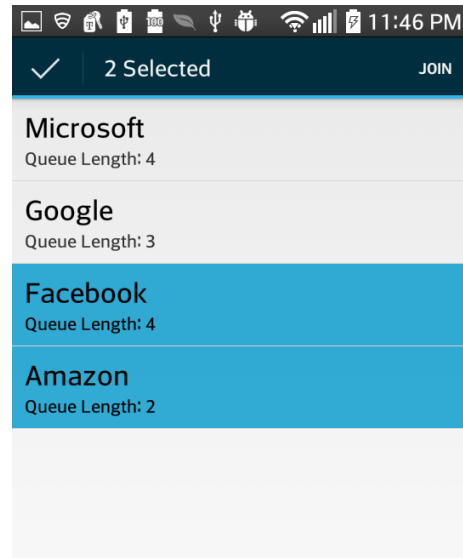 100
11:46 PM
2 Selected
JOIN
Microsoft
Queue Length: 4
Google
Queue Length: 3
Facebook
Queue Length: 4
Amazon
Queue Length: 2